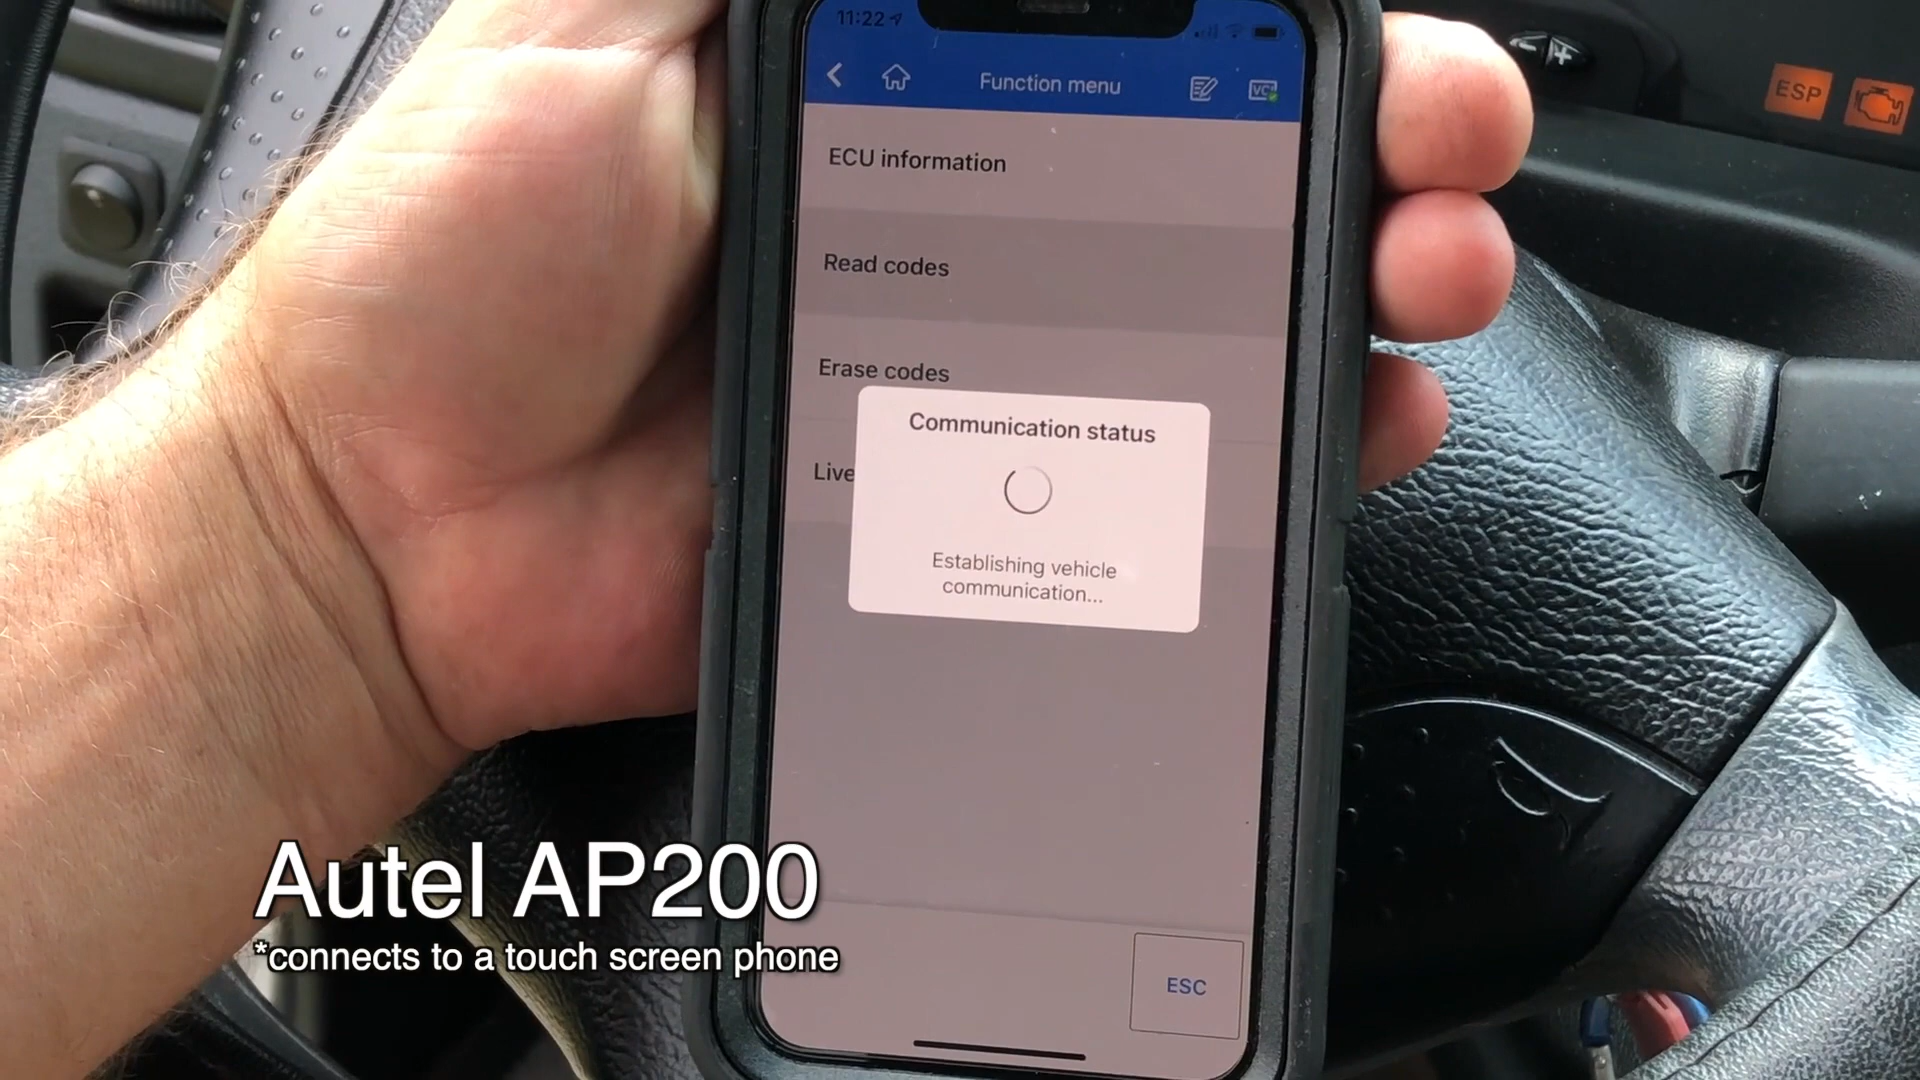 11:22
Function menu
VCI
ESP
ECU information
Read codes
Erase codes
Live
Communication status
Establishing vehicle
communication...
Autel AP200
*connects to a touch screen phone
ESC